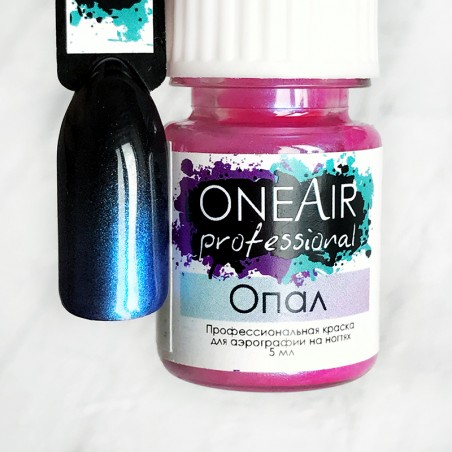 ONEAIR
professional
Опал
Профессиональная краска
для аэрографии на ногтях
5 мл